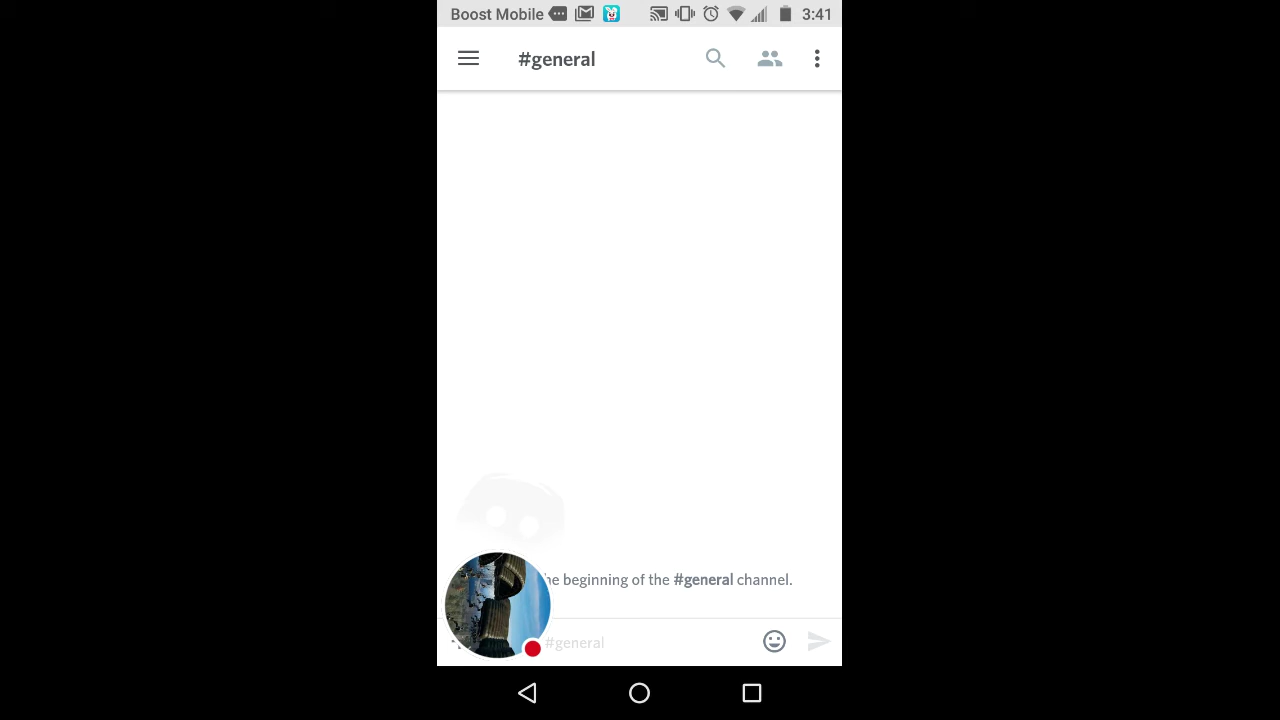 Boost Mobile 3:41
#general
he beginning of the #general channel.
#general